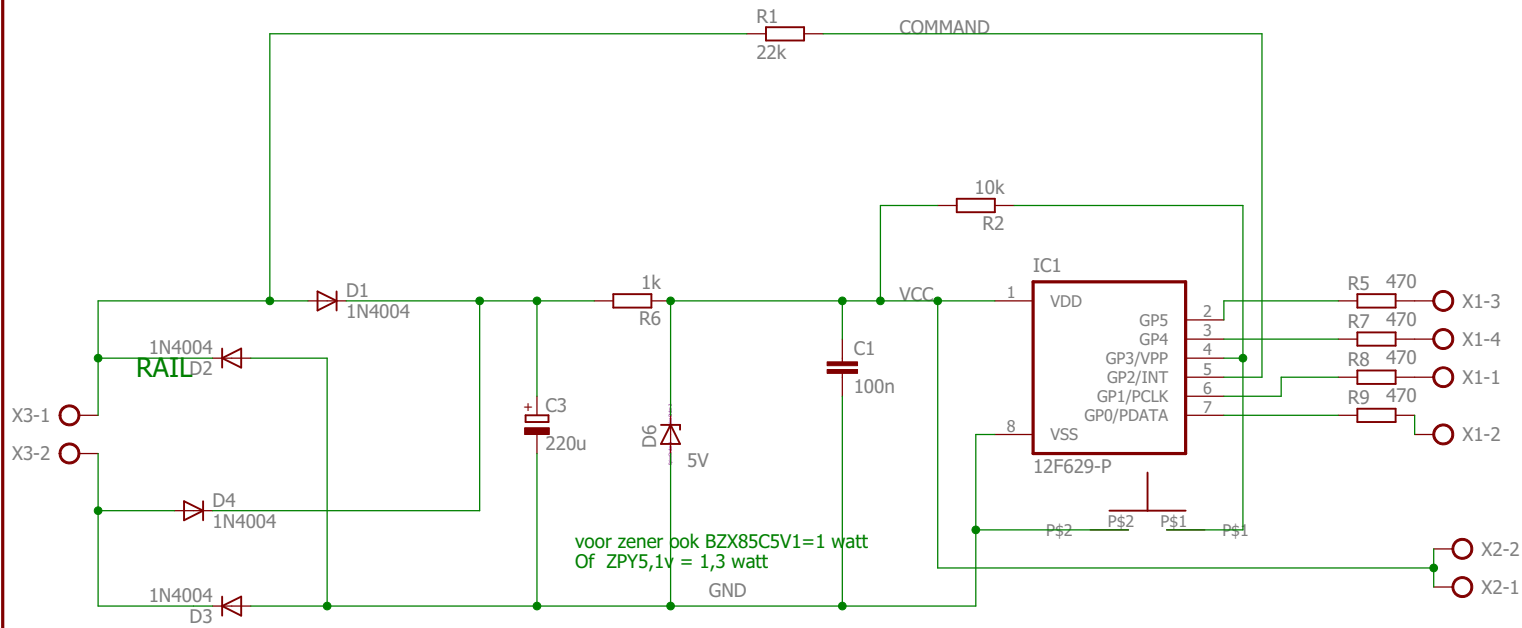 R1
COMMAND
22k
10k
R2
IC1
D1
1N4004
1k
R6
VCC
1
VDD
GP5
2
GP4
3
GP3/VPP
4
GP2/INT
5
GP1/PCLK
6
GP0/PDATA
7
8
VSS
12F629-P
R5 470
X1-3
R7 470
X1-4
R8 470
X1-1
R9 470
X1-2
1N4004
RAIL
D2
C1
100n
X3-1
X3-2
+
C3
220u
D6
5V
D4
1N4004
P$2
P$2
P$1
P$1
voor zener ook BZX85C5V1=1 watt
Of ZPY5,1v = 1,3 watt
GND
1N4004
D3
X2-2
X2-1